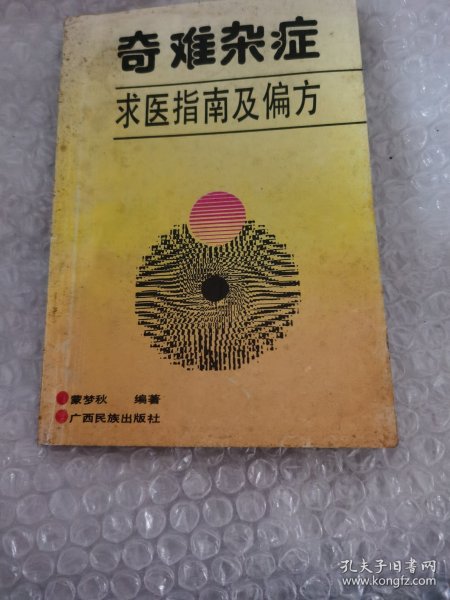 奇难杂症
求医指南及偏方
蒙梦秋 编著
广西民族出版社
孔夫子旧书网
www.kongfz.com